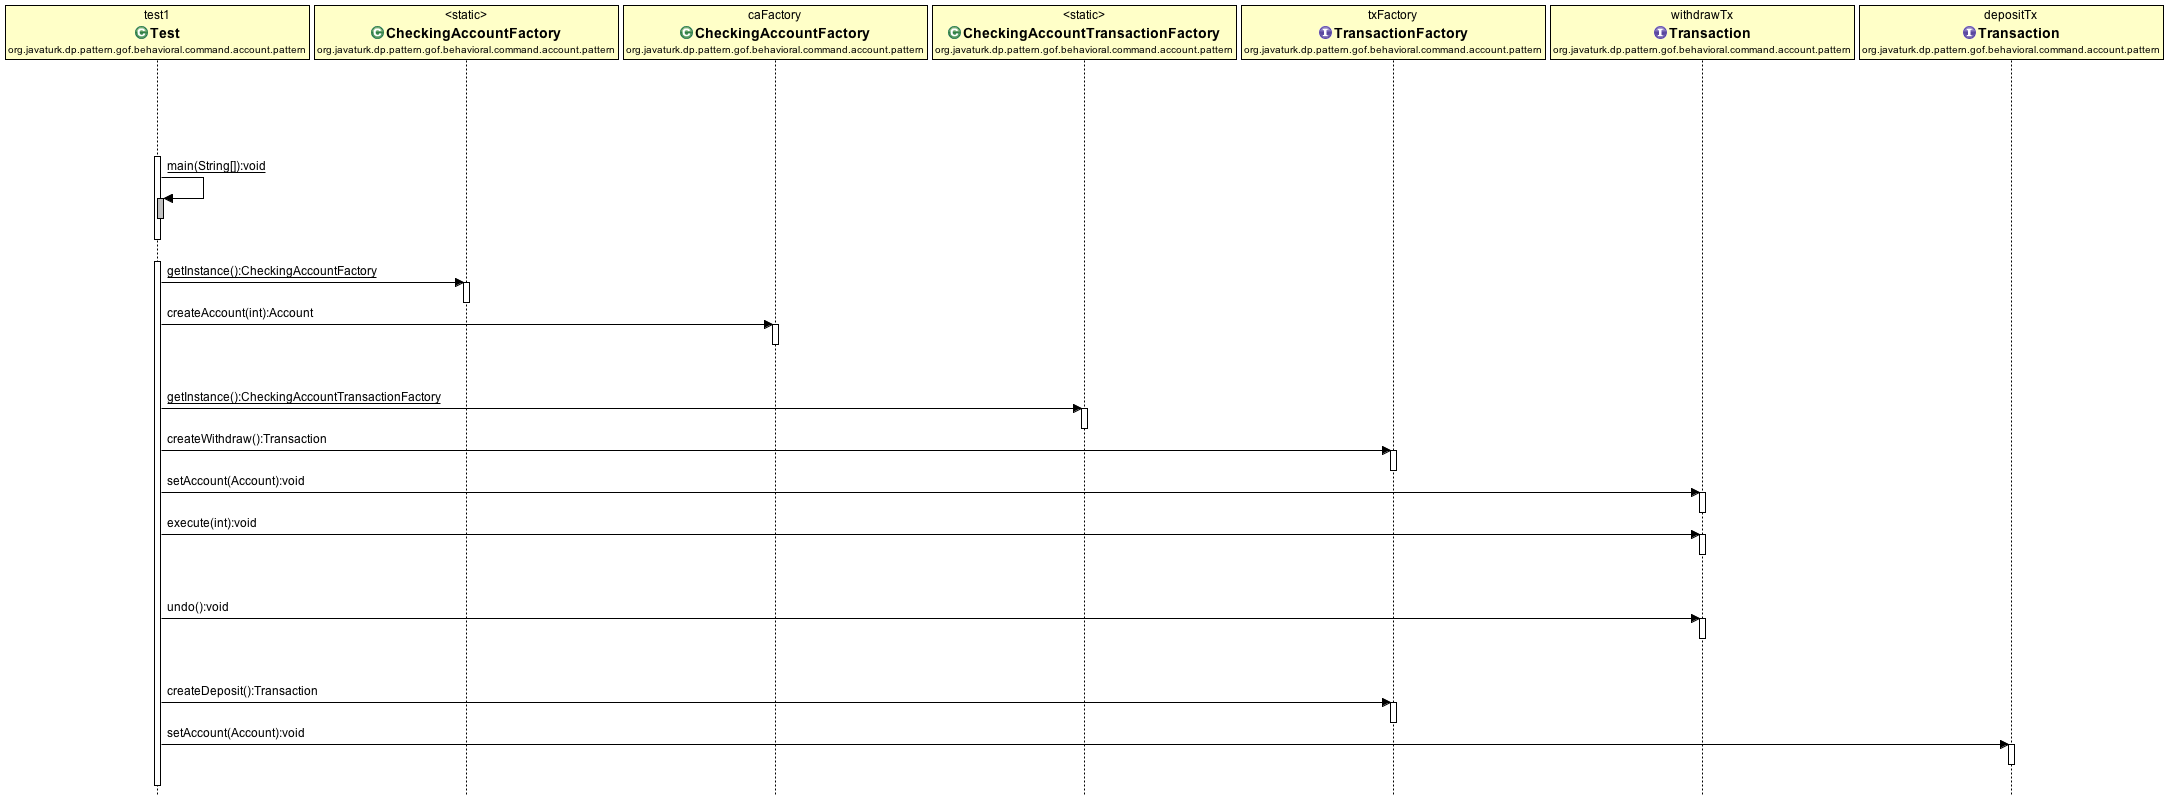 test1
Test
org.javaturk.dp.pattern.gof.behavioral.command.account.pattern
<static>
CheckingAccountFactory
org.javaturk.dp.pattern.gof.behavioral.command.account.pattern
caFactory
CheckingAccountFactory
org.javaturk.dp.pattern.gof.behavioral.command.account.pattern
<static>
CheckingAccountTransactionFactory
org.javaturk.dp.pattern.gof.behavioral.command.account.pattern
txFactory
TransactionFactory
org.javaturk.dp.pattern.gof.behavioral.command.account.pattern
withdrawTx
Transaction
org.javaturk.dp.pattern.gof.behavioral.command.account.pattern
depositTx
Transaction
org.javaturk.dp.pattern.gof.behavioral.command.account.pattern
main(String[]):void
getInstance():CheckingAccountFactory
createAccount(int):Account
getInstance():CheckingAccountTransactionFactory
createWithdraw():Transaction
setAccount(Account):void
execute(int):void
undo():void
createDeposit():Transaction
setAccount(Account):void